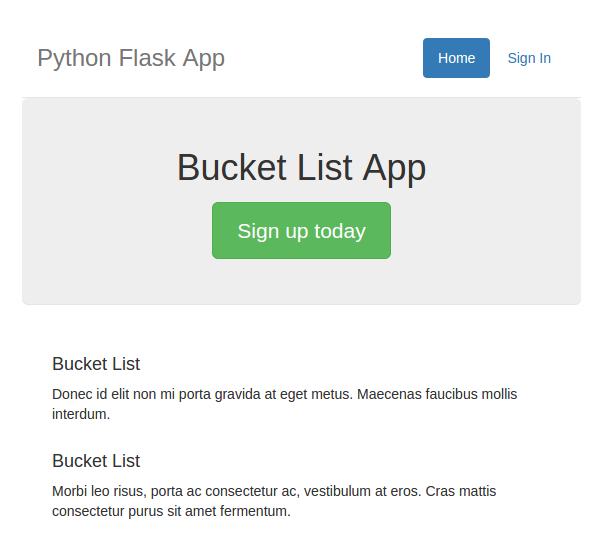 Python Flask App
Home
Sign In
Bucket List App
Sign up today
Bucket List
Donec id elit non mi porta gravida at eget metus. Maecenas faucibus mollis
interdum.
Bucket List
Morbi leo risus, porta ac consectetur ac, vestibulum at eros. Cras mattis
consectetur purus sit amet fermentum.